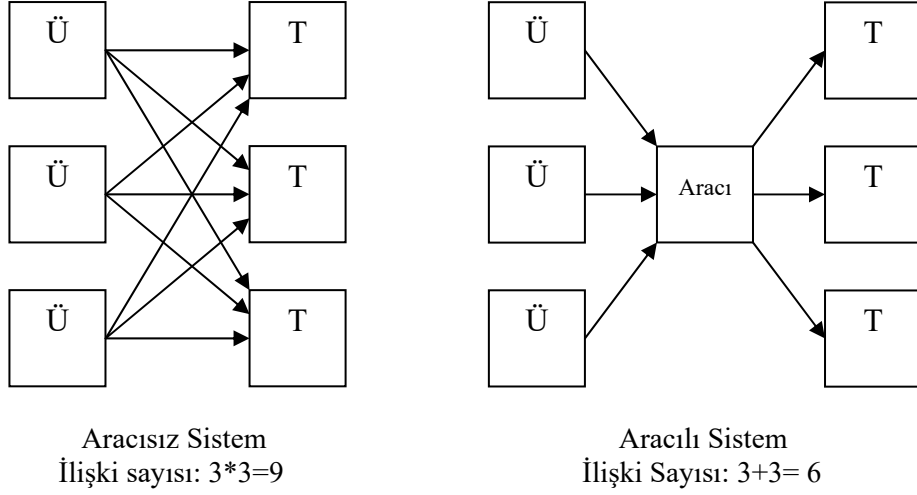 Ü T Ü T
Ü T Ü Aracı T
Ü T Ü T
Aracısız Sistem
İlişki sayısı: 3*3=9
Aracılı Sistem
İlişki Sayısı: 3+3= 6